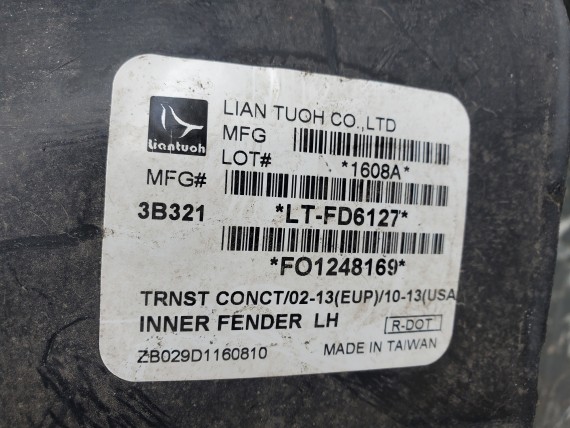 Liantuoh
LIAN TUOH CO.,LTD
MFG
LOT#
*1608A*
MFG#
3B321
*LT-FD6127*
*FO1248169*
TRNST CONCT/02-13(EUP)/10-13(USA
INNER FENDER LH
R-DOT
ZB029D1160810
MADE IN TAIWAN